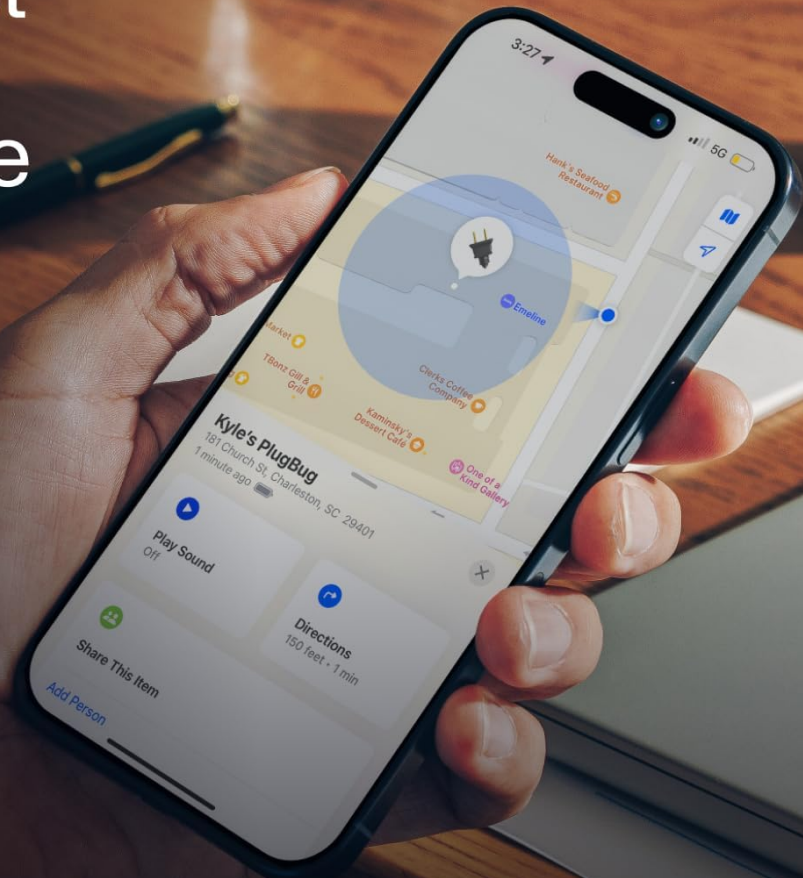 t
e
3:27
5G
Hank's Seafood
Restaurant
Emeline
Market
TBonz Gill &
Grill
Clerks Coffee
Company
Kaminsky's
Dessert Café
One of a
Kind Gallery
Kyle's PlugBug
181 Church St, Charleston, SC 29401
1 minute ago
Play Sound
Off
Directions
150 feet • 1 min
Share This Item
Add Person